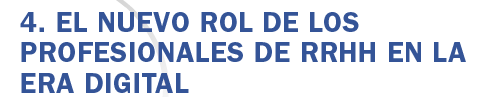 4. EL NUEVO ROL DE LOS
PROFESIONALES DE RRHH EN LA
ERA DIGITAL